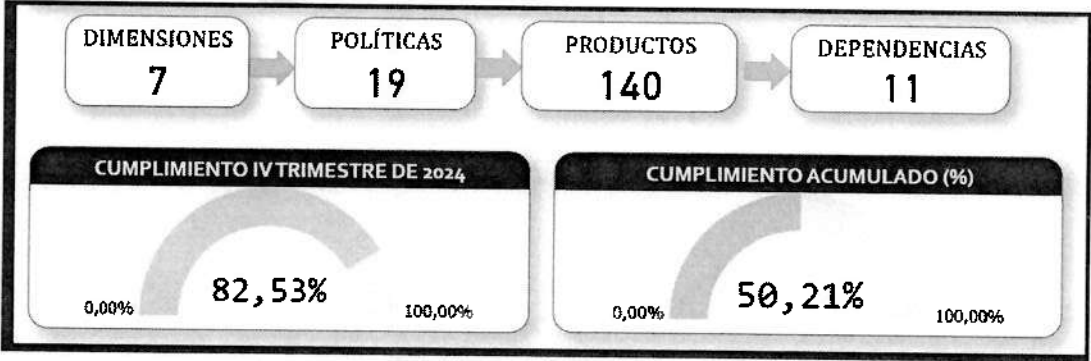 DIMENSIONES
7
POLÍTICAS
19
PRODUCTOS
140
DEPENDENCIAS
11
CUMPLIMIENTO IV TRIMESTRE DE 2024
82,53%
0,00%
100,00%
CUMPLIMIENTO ACUMULADO (%)
50,21%
0,00%
100,00%